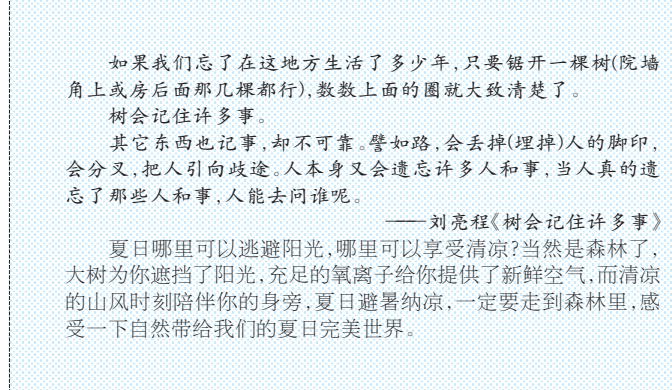 如果我们忘了在这地方生活了多少年,只要锯开一棵树(院墙
角上或房后面那几棵都行),数数上面的圈就大致清楚了。
树会记住许多事。
其它东西也记事,却不可靠。譬如路,会丢掉(埋掉)人的脚印,
会分叉,把人引向歧途。人本身又会遗忘许多人和事,当人真的遗
忘了那些人和事,人能去问谁呢。
——刘亮程《树会记住许多事》
夏日哪里可以逃避阳光,哪里可以享受清凉?当然是森林了,
大树为你遮挡了阳光,充足的氧离子给你提供了新鲜空气,而清凉
的山风时刻陪伴你的身旁,夏日避暑纳凉,一定要走到森林里,感
受一下自然带给我们的夏日完美世界。